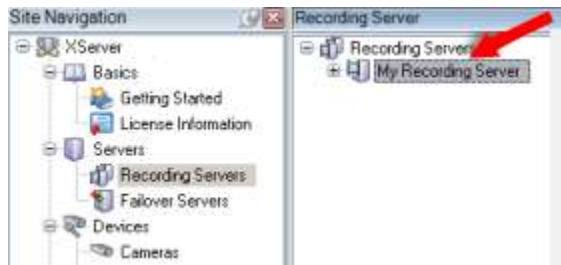 Site Navigation
XServer
Basics
Getting Started
License Information
Servers
Recording Servers
Failover Servers
Devices
Cameras
Recording Server
Recording Servers
My Recording Server